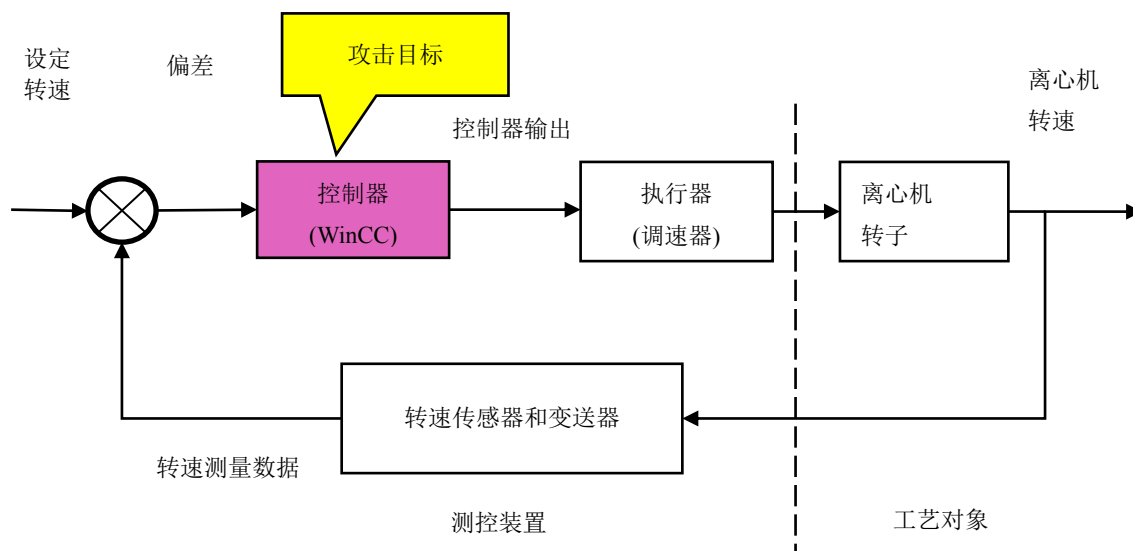 设定
转速
偏差
攻击目标
控制器输出
离心机
转速
控制器
(WinCC)
执行器
(调速器)
离心机
转子
转速传感器和变送器
转速测量数据
测控装置
工艺对象